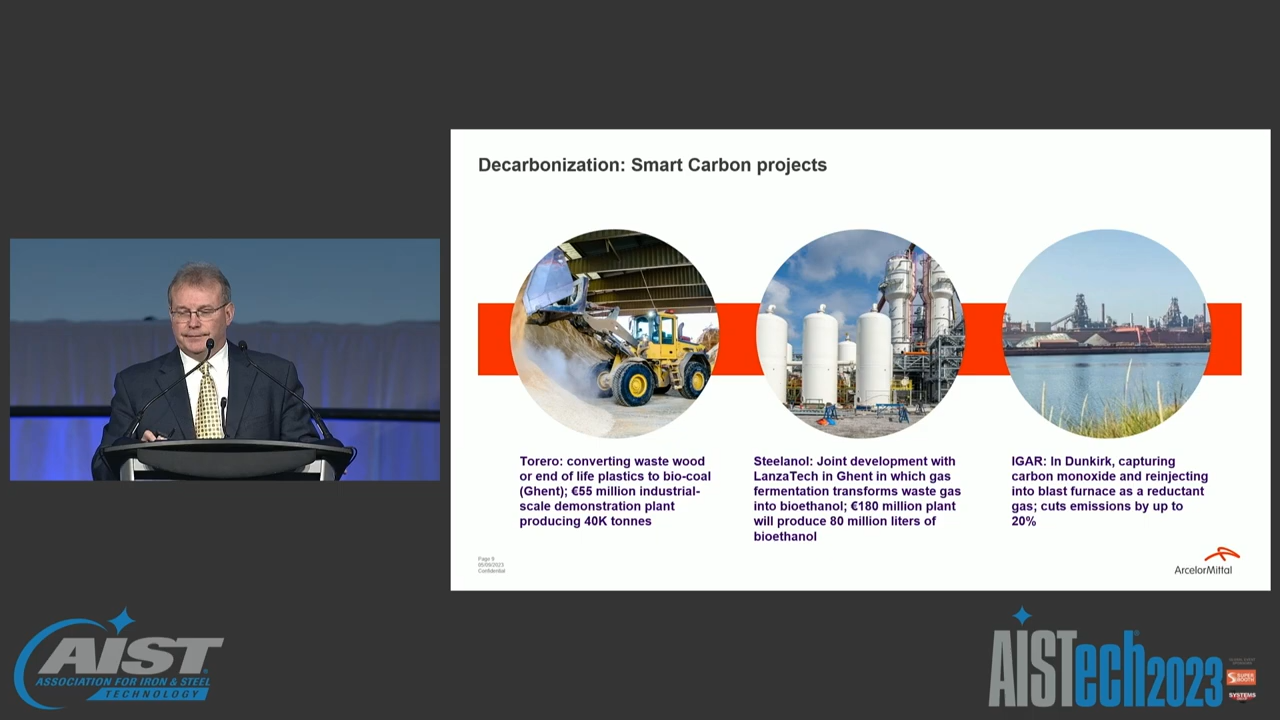 Decarbonization: Smart Carbon projects
Torero: converting waste wood
or end of life plastics to bio-coal
(Ghent); €55 million industrial-
scale demonstration plant
producing 40K tonnes
Steelanol: Joint development with
LanzaTech in Ghent in which gas
fermentation transforms waste gas
into bioethanol; €180 million plant
will produce 80 million liters of
bioethanol
IGAR: In Dunkirk, capturing
carbon monoxide and reinjecting
into blast furnace as a reductant
gas; cuts emissions by up to
20%
Page 9
05/09/2023
Confidential
ArcelorMittal
AIST
ASSOCIATION FOR IRON & STEEL
TECHNOLOGY
AISTech2023
SUPER
BOOTH
SYSTEMS